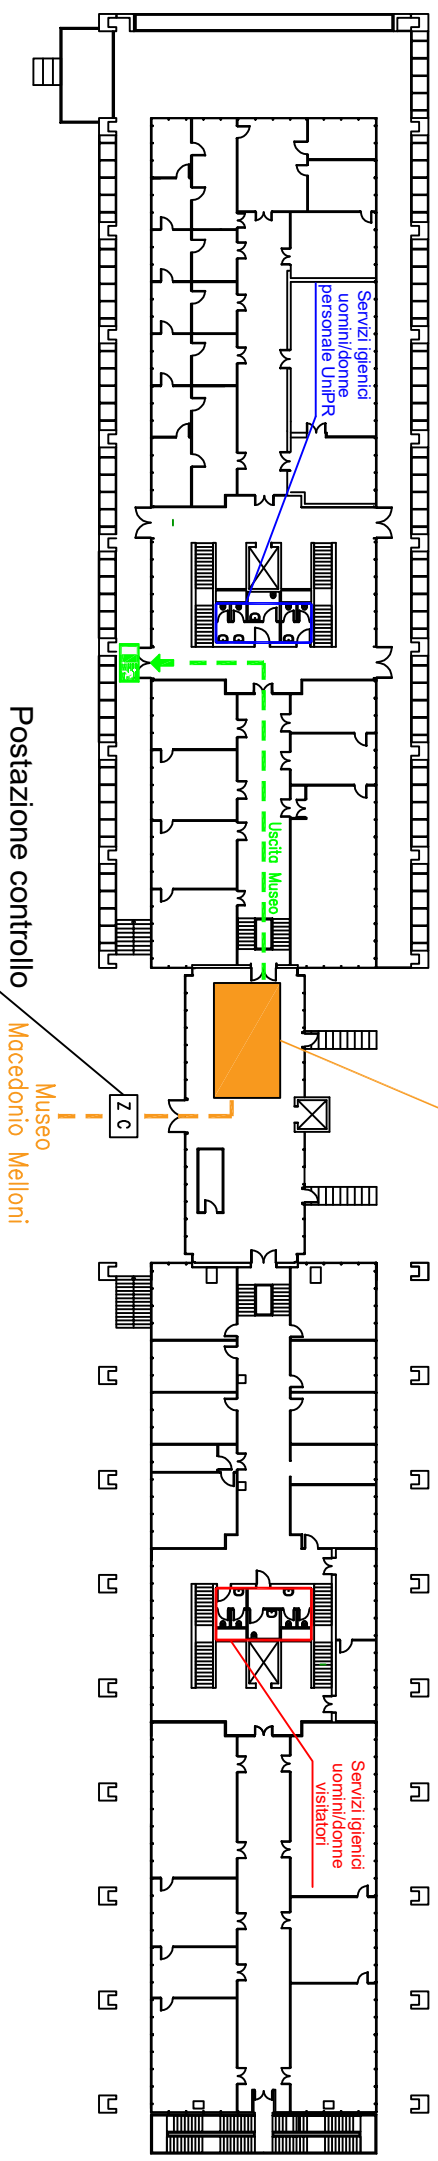 Servizi igienici
uomini/donne
personale UniPR
Uscita Museo
Postazione controllo
Z C
Museo
Macedonio Melloni
Servizi igienici
uomini/donne
visitatori